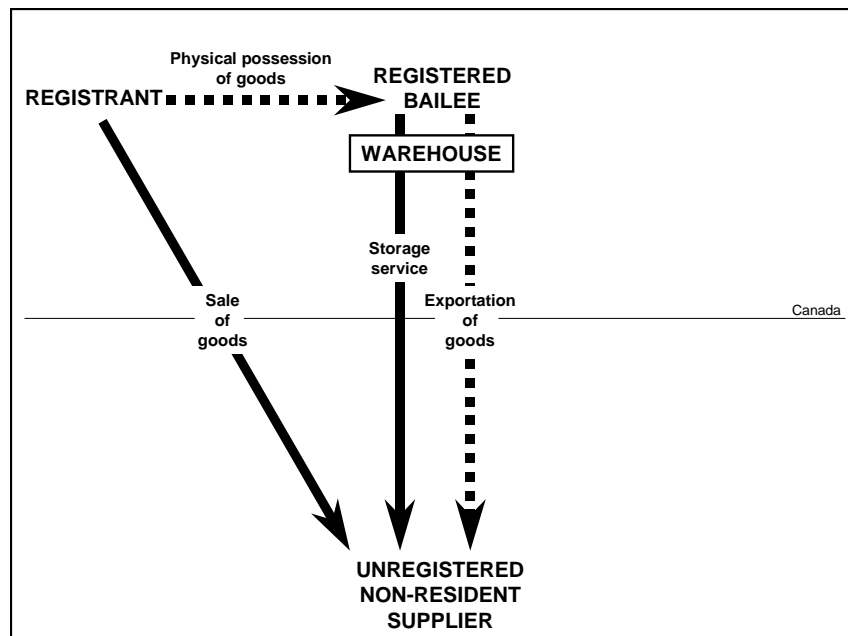 Physical possession
of goods
REGISTRANT
REGISTERED
BAILEE
WAREHOUSE
Storage
service
Sale
of
goods
Exportation
of
goods
Canada
UNREGISTERED
NON-RESIDENT
SUPPLIER